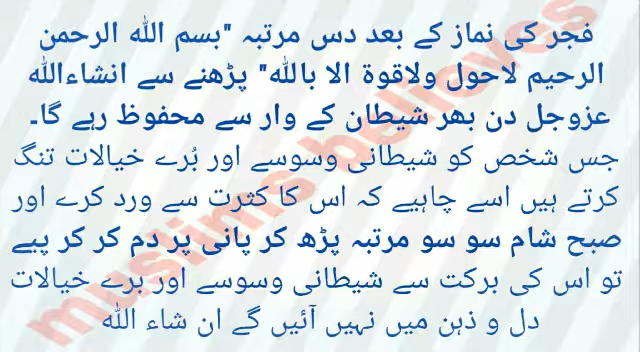 فجر کی نماز کے بعد دس مرتبہ "بسم اللہ الرحمن
الرحیم لاحول ولاقوۃ الا باللہ" پڑھنے سے انشاءاللہ
عزوجل دن بھر شیطان کے وار سے محفوظ رہے گا۔
جس شخص کو شیطانی وسوسے اور بُرے خیالات تنگ
کرتے ہیں اسے چاہیے کہ اس کا کثرت سے ورد کرے اور
صبح شام سو سو مرتبہ پڑھ کر پانی پر دم کر کر پیے
تو اس کی برکت سے شیطانی وسوسے اور برے خیالات
دل و ذہن میں نہیں آئیں گے ان شاء اللہ
muslims believes